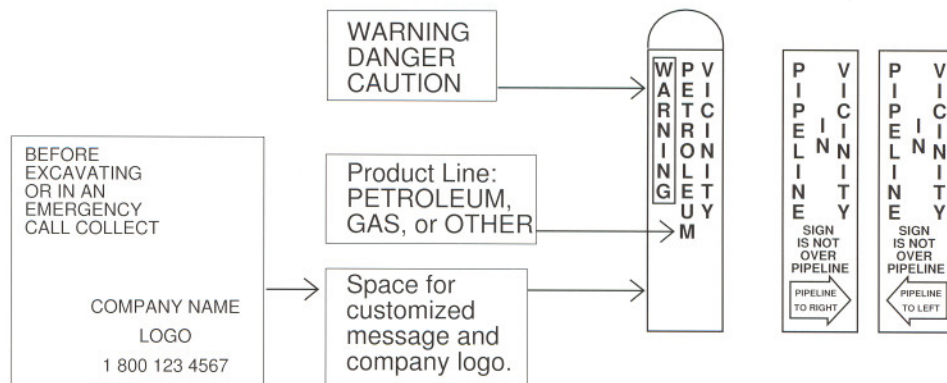 WARNING
DANGER
CAUTION
BEFORE
EXCAVATING
OR IN AN
EMERGENCY
CALL COLLECT
COMPANY NAME
LOGO
1 800 123 4567
Product Line:
PETROLEUM,
GAS, or OTHER
Space for
customized
message and
company logo.
WARNING
PETROLEUM
VICINITY
PIPELINE
IN
VICINITY
SIGN
IS NOT
OVER
PIPELINE
PIPELINE
TO RIGHT
PIPELINE
IN
VICINITY
SIGN
IS NOT
OVER
PIPELINE
PIPELINE
TO LEFT